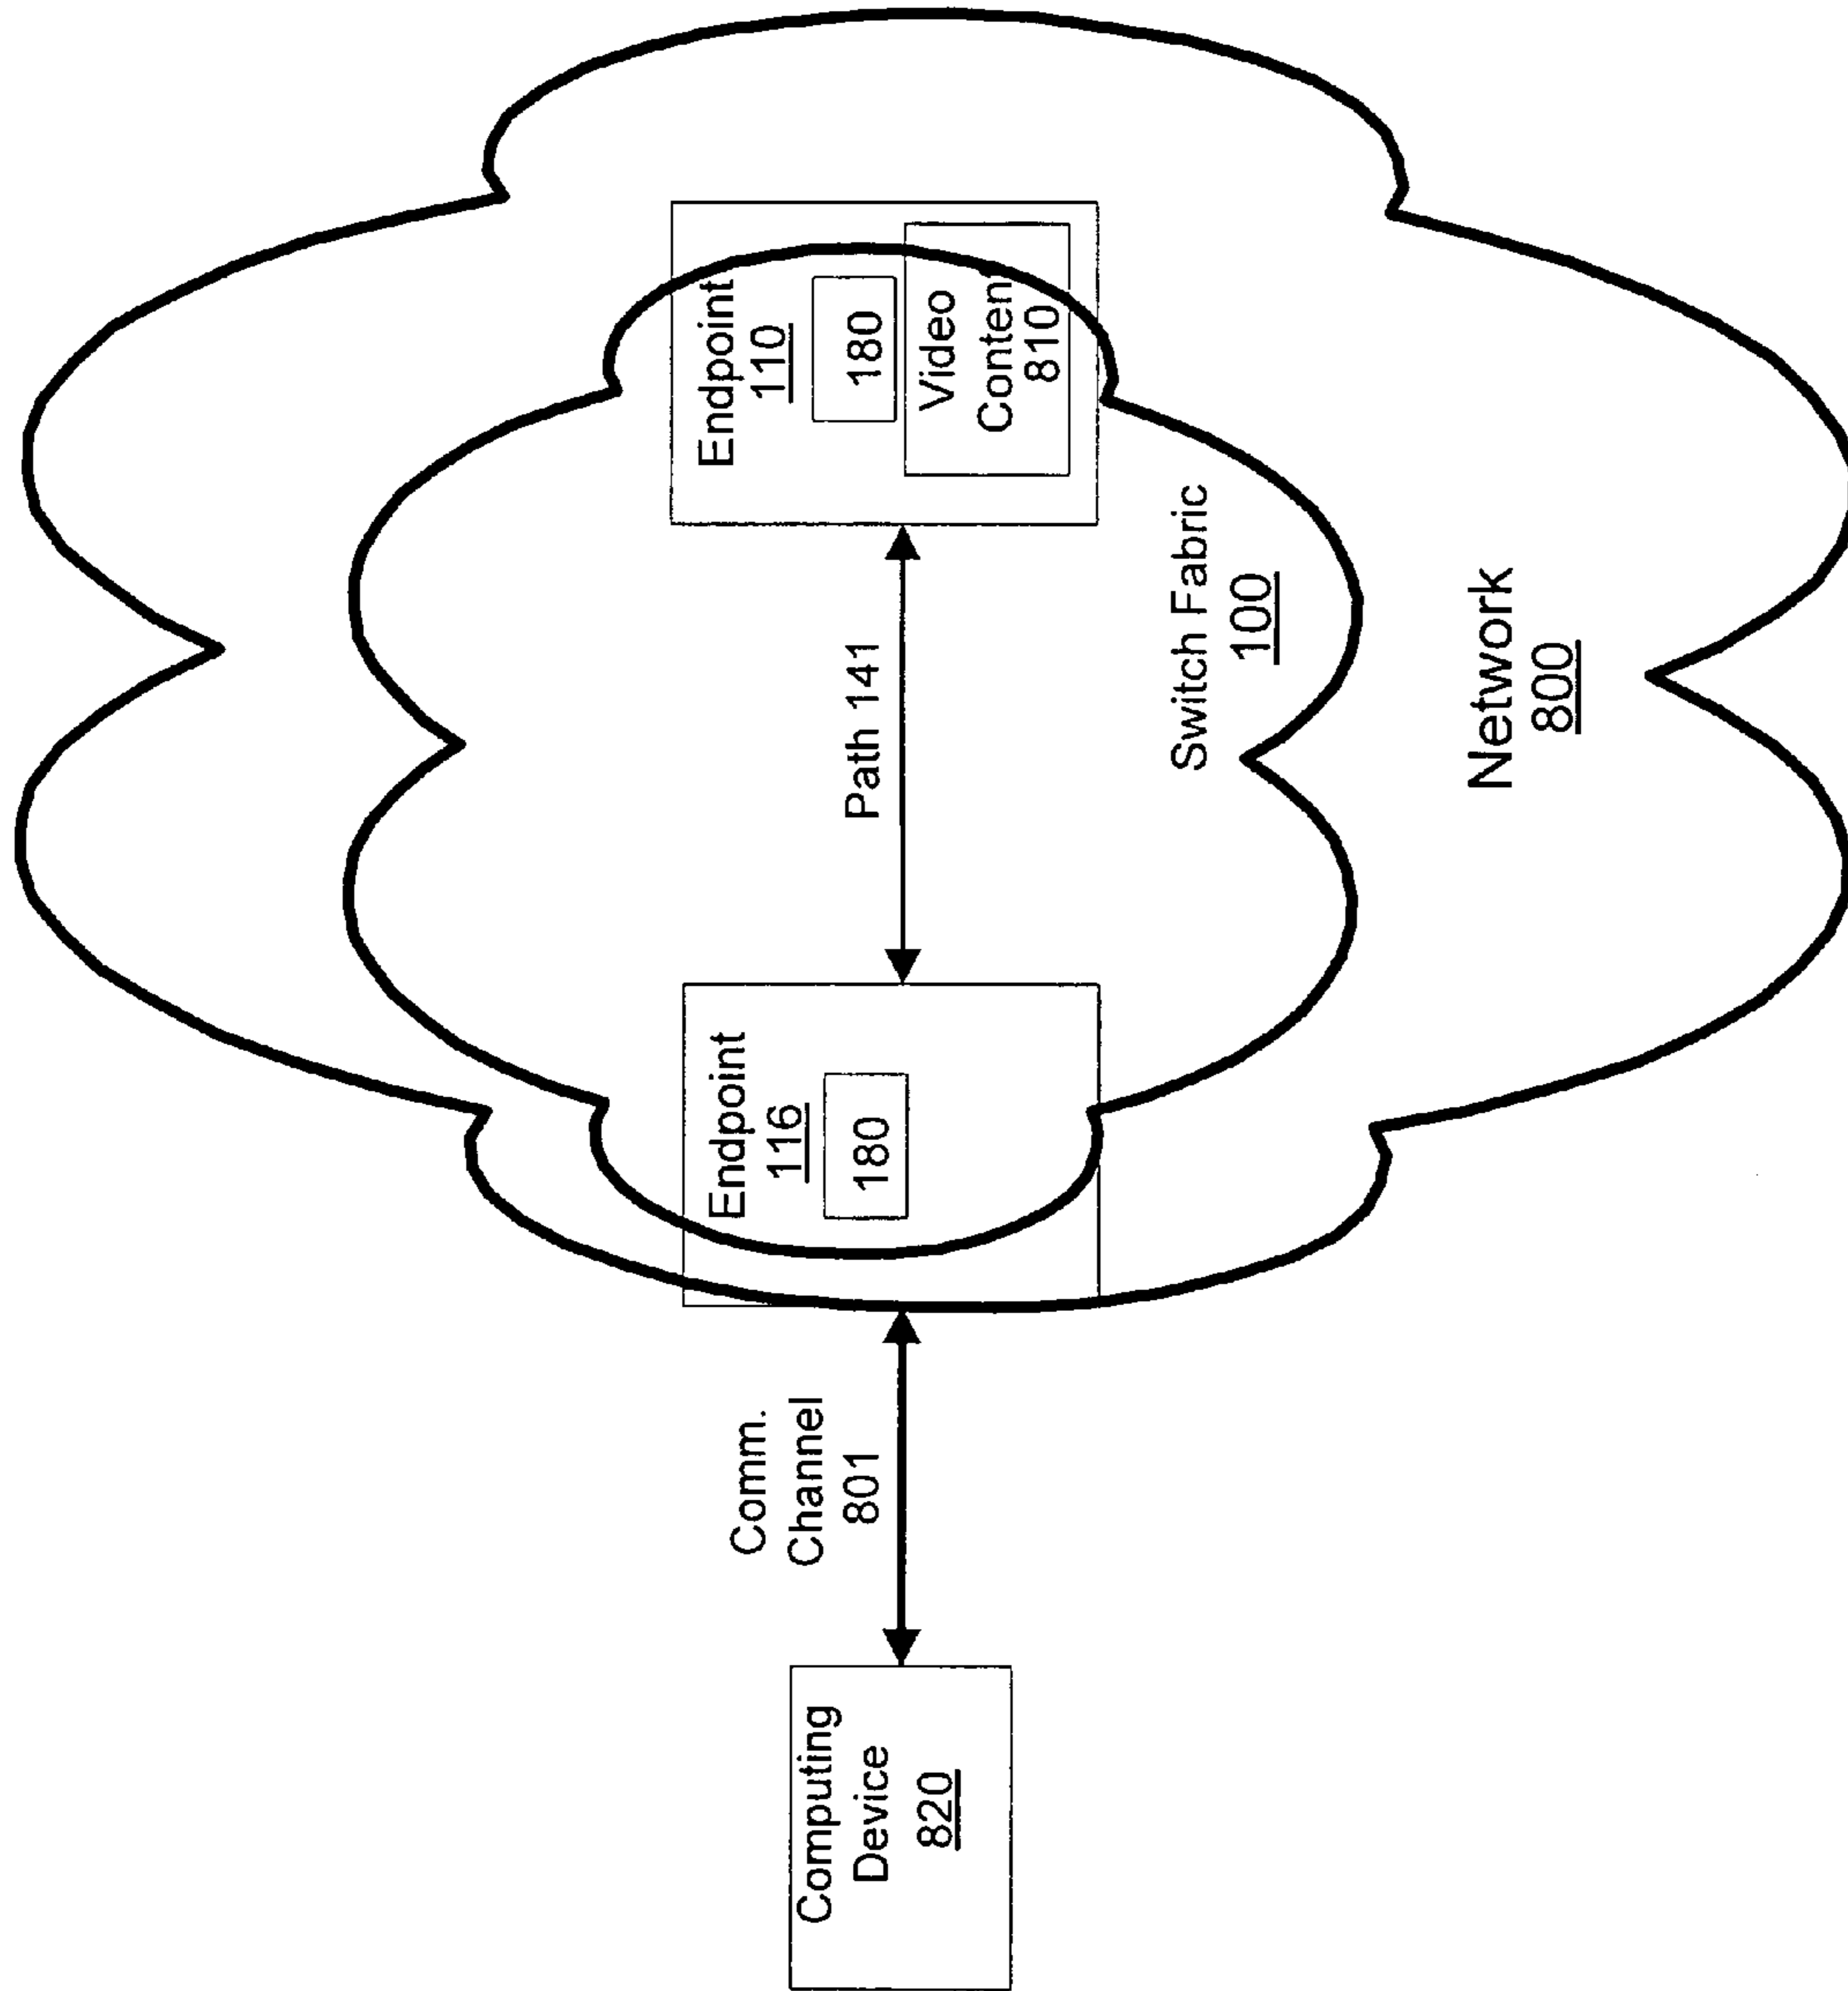 Computing
Device
820
Comm.
Channel
801
Endpoint
116
180
Path 141
Endpoint
110
180
Video
Conten
810
Switch Fabric
100
Network
800